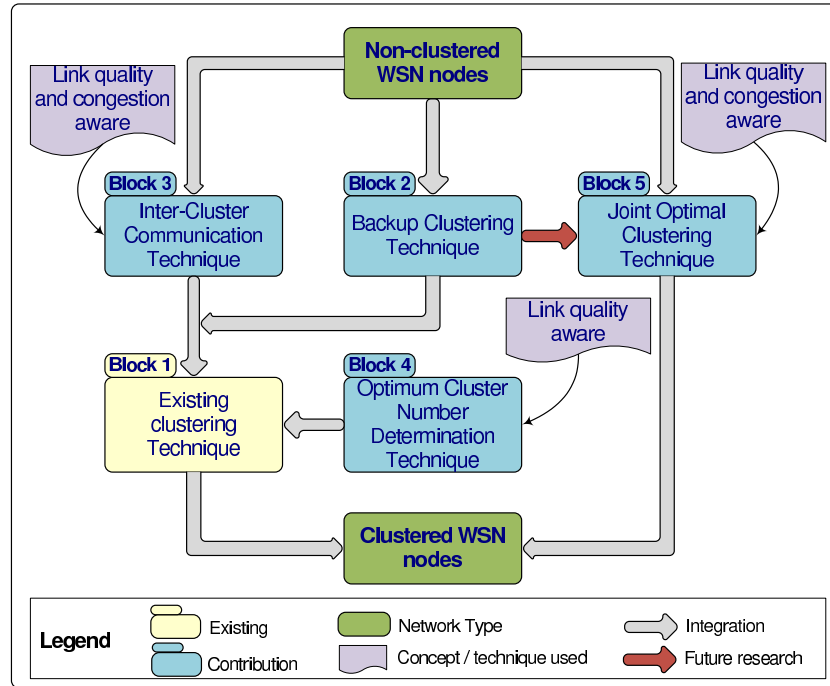 Non-clustered
WSN nodes
Link quality
and congestion
aware
Link quality
and congestion
aware
Block 3
Inter-Cluster
Communication
Technique
Block 2
Backup Clustering
Technique
Block 5
Joint Optimal
Clustering
Technique
Link quality
aware
Block 1
Existing
clustering
Technique
Block 4
Optimum Cluster
Number
Determination
Technique
Clustered WSN
nodes
Legend
Existing
Contribution
Network Type
Concept / technique used
Integration
Future research